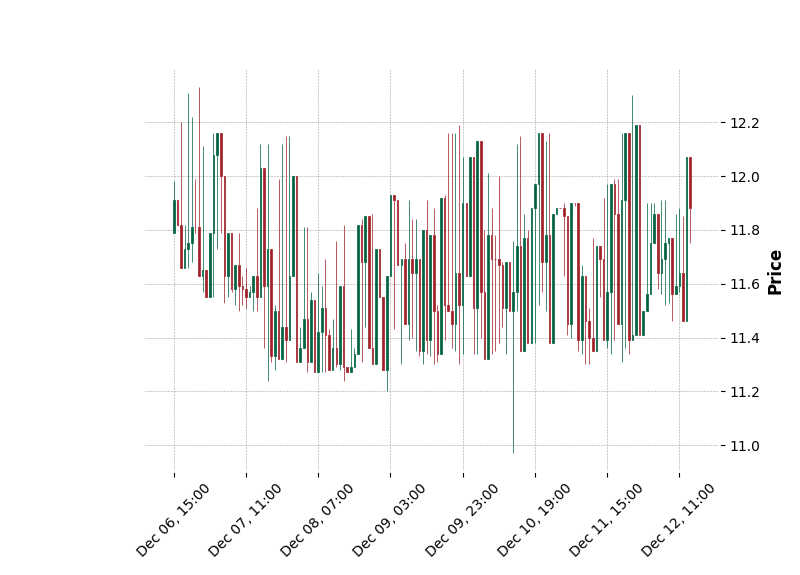 12.2
12.0
11.8
11.6
11.4
11.2
11.0
Price
Dec 06, 15:00
Dec 07, 11:00
Dec 08, 07:00
Dec 09, 03:00
Dec 09, 23:00
Dec 10, 19:00
Dec 11, 15:00
Dec 12, 11:00